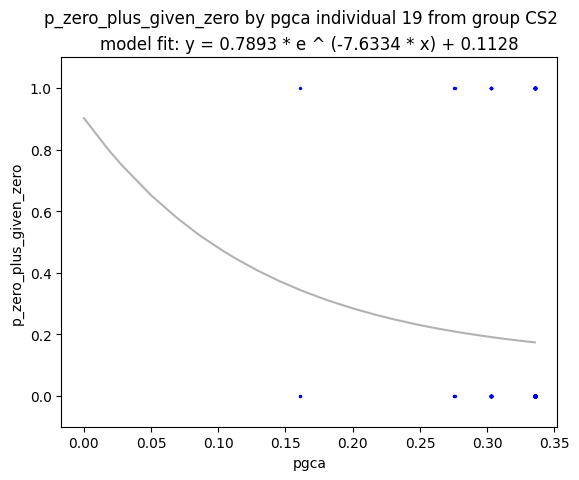 p_zero_plus_given_zero by pgca individual 19 from group CS2
model fit: y = 0.7893 * e ^ (-7.6334 * x) + 0.1128
1.0
0.8
0.6
0.4
0.2
0.0
p_zero_plus_given_zero
0.00 0.05 0.10 0.15 0.20 0.25 0.30 0.35
pgca